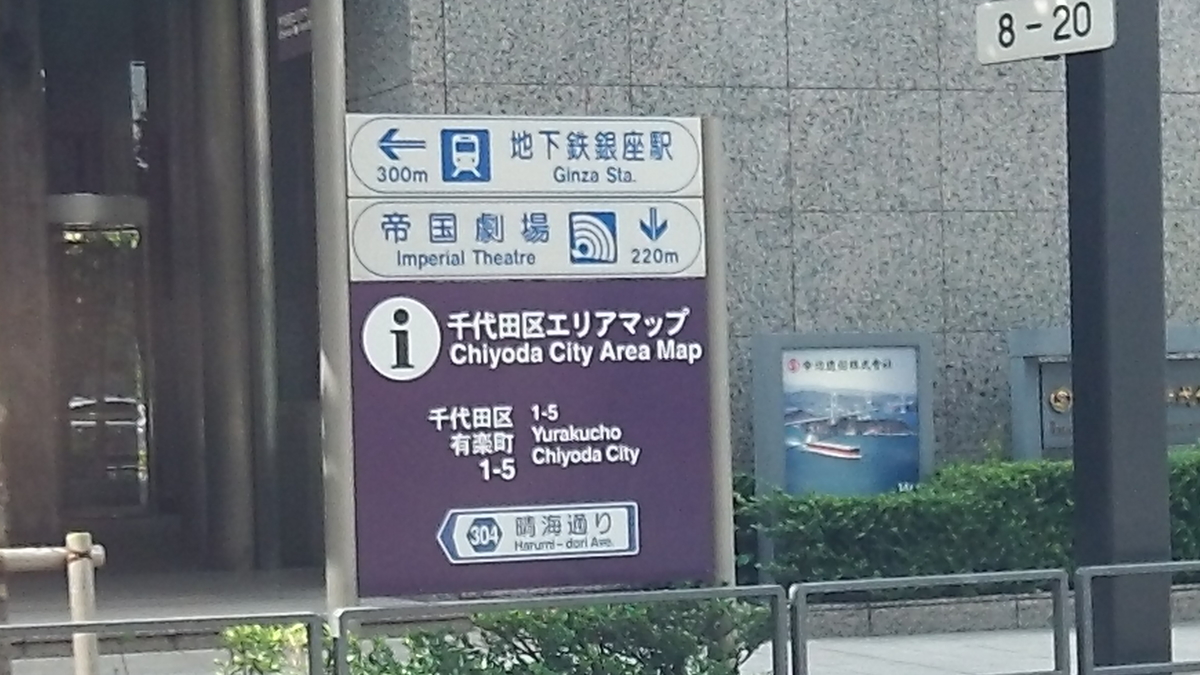 8-20
地下鉄銀座駅
300m Ginza Sta.
帝国劇場
Imperial Theatre 220m
i
千代田区エリアマップ
Chiyoda City Area Map
千代田区
有楽町
1-5
1-5
Yurakucho
Chiyoda City
304 晴海通り
Harumi-dori Ave.